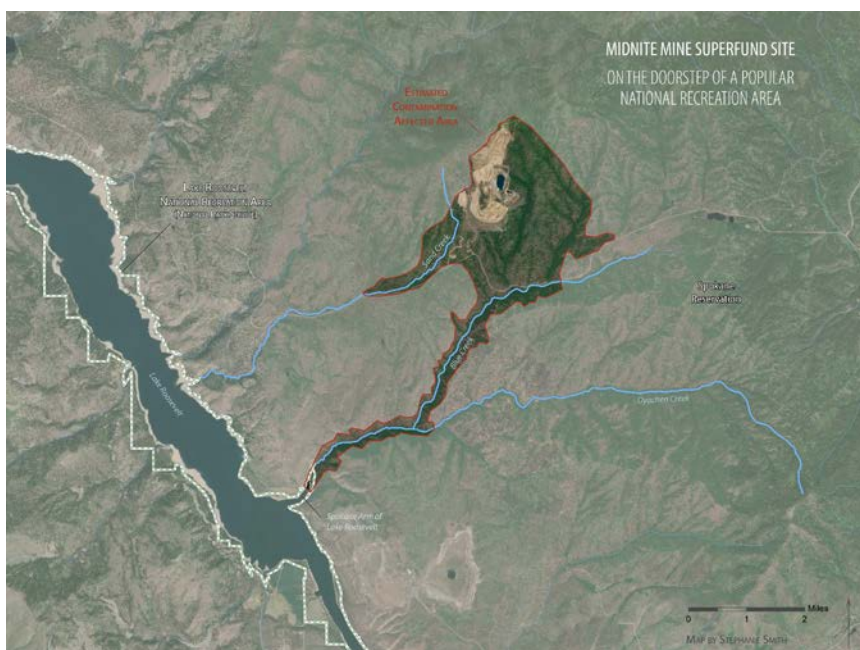 MIDNITE MINE SUPERFUND SITE
ON THE DOORSTEP OF A POPULAR
NATIONAL RECREATION AREA
ESTIMATED
CONTAMINATION
AFFECTED AREA
LAKE ROOSEVELT
NATIONAL RECREATION AREA
Sand Creek
Spokane
Reservation
Blue Creek
Lake Roosevelt
Oyachen Creek
Spokane Arm of
Lake Roosevelt
Miles
0 1 2
MAP BY STEPHANIE SMITH